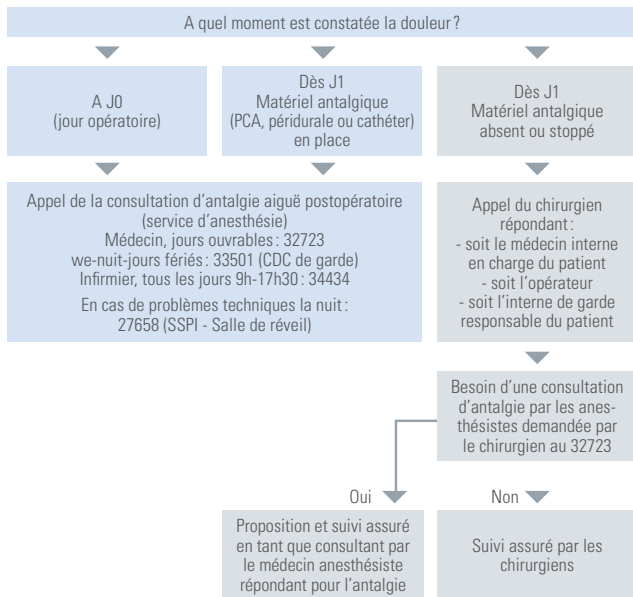 A quel moment est constatée la douleur ?
A J0
(jour opératoire)
Dès J1
Matériel antalgique
(PCA, péridurale ou cathéter)
en place
Dès J1
Matériel antalgique
absent ou stoppé
Appel de la consultation d'antalgie aiguë postopératoire
(service d'anesthésie)
Médecin, jours ouvrables : 32723
we-nuit-jours fériés : 33501 (CDC de garde)
Infirmier, tous les jours 9h-17h30 : 34434
En cas de problèmes techniques la nuit :
27658 (SSPI - Salle de réveil)
Appel du chirurgien
répondant :
- soit le médecin interne
en charge du patient
- soit l'opérateur
- soit l'interne de garde
responsable du patient
Besoin d'une consultation
d'antalgie par les anes-
thésistes demandée par
le chirurgien au 32723
Oui
Non
Proposition et suivi assuré
en tant que consultant par
le médecin anesthésiste
répondant pour l'antalgie
Suivi assuré par les
chirurgiens